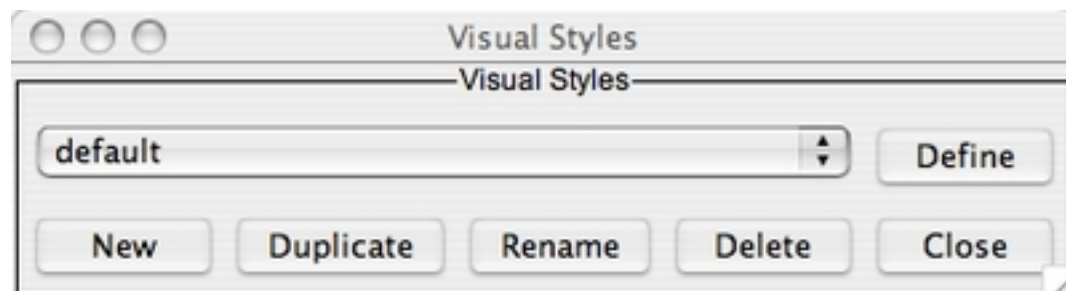 Visual Styles
Visual Styles
default Define
New Duplicate Rename Delete Close